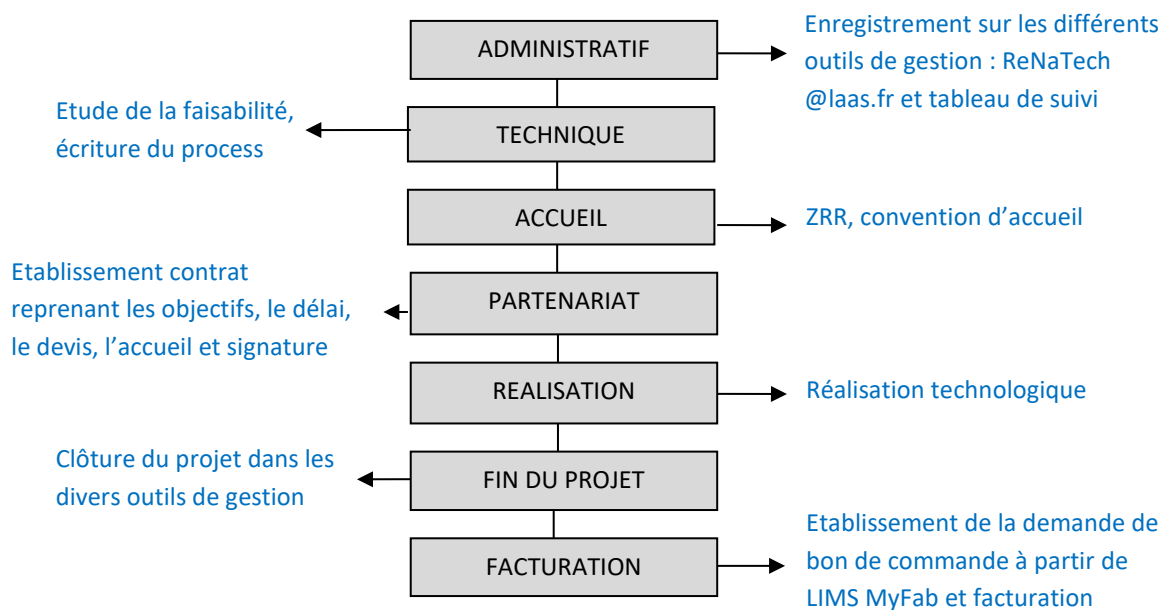 ADMINISTRATIF
Enregistrement sur les différents
outils de gestion : ReNaTech
@laas.fr et tableau de suivi
Etude de la faisabilité,
écriture du process
TECHNIQUE
ACCUEIL
ZRR, convention d’accueil
Etablissement contrat
reprenant les objectifs, le délai,
le devis, l’accueil et signature
PARTENARIAT
REALISATION
Réalisation technologique
Clôture du projet dans les
divers outils de gestion
FIN DU PROJET
FACTURATION
Etablissement de la demande de
bon de commande à partir de
LIMS MyFab et facturation